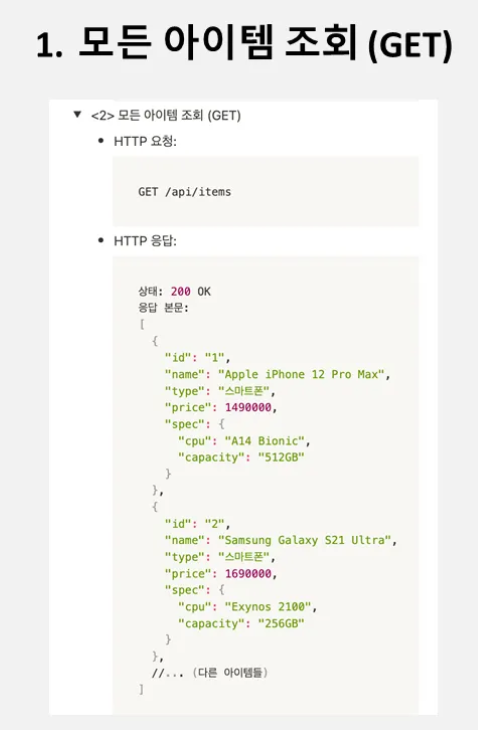 1. 모든 아이템 조회 (GET)
▼ <2> 모든 아이템 조회 (GET)
• HTTP 요청:
GET /api/items
• HTTP 응답:
상태: 200 OK
응답 본문:
[
  {
    "id": "1",
    "name": "Apple iPhone 12 Pro Max",
    "type": "스마트폰",
    "price": 1490000,
    "spec": {
      "cpu": "A14 Bionic",
      "capacity": "512GB"
    }
  },
  {
    "id": "2",
    "name": "Samsung Galaxy S21 Ultra",
    "type": "스마트폰",
    "price": 1690000,
    "spec": {
      "cpu": "Exynos 2100",
      "capacity": "256GB"
    }
  },
  //... (다른 아이템들)
]